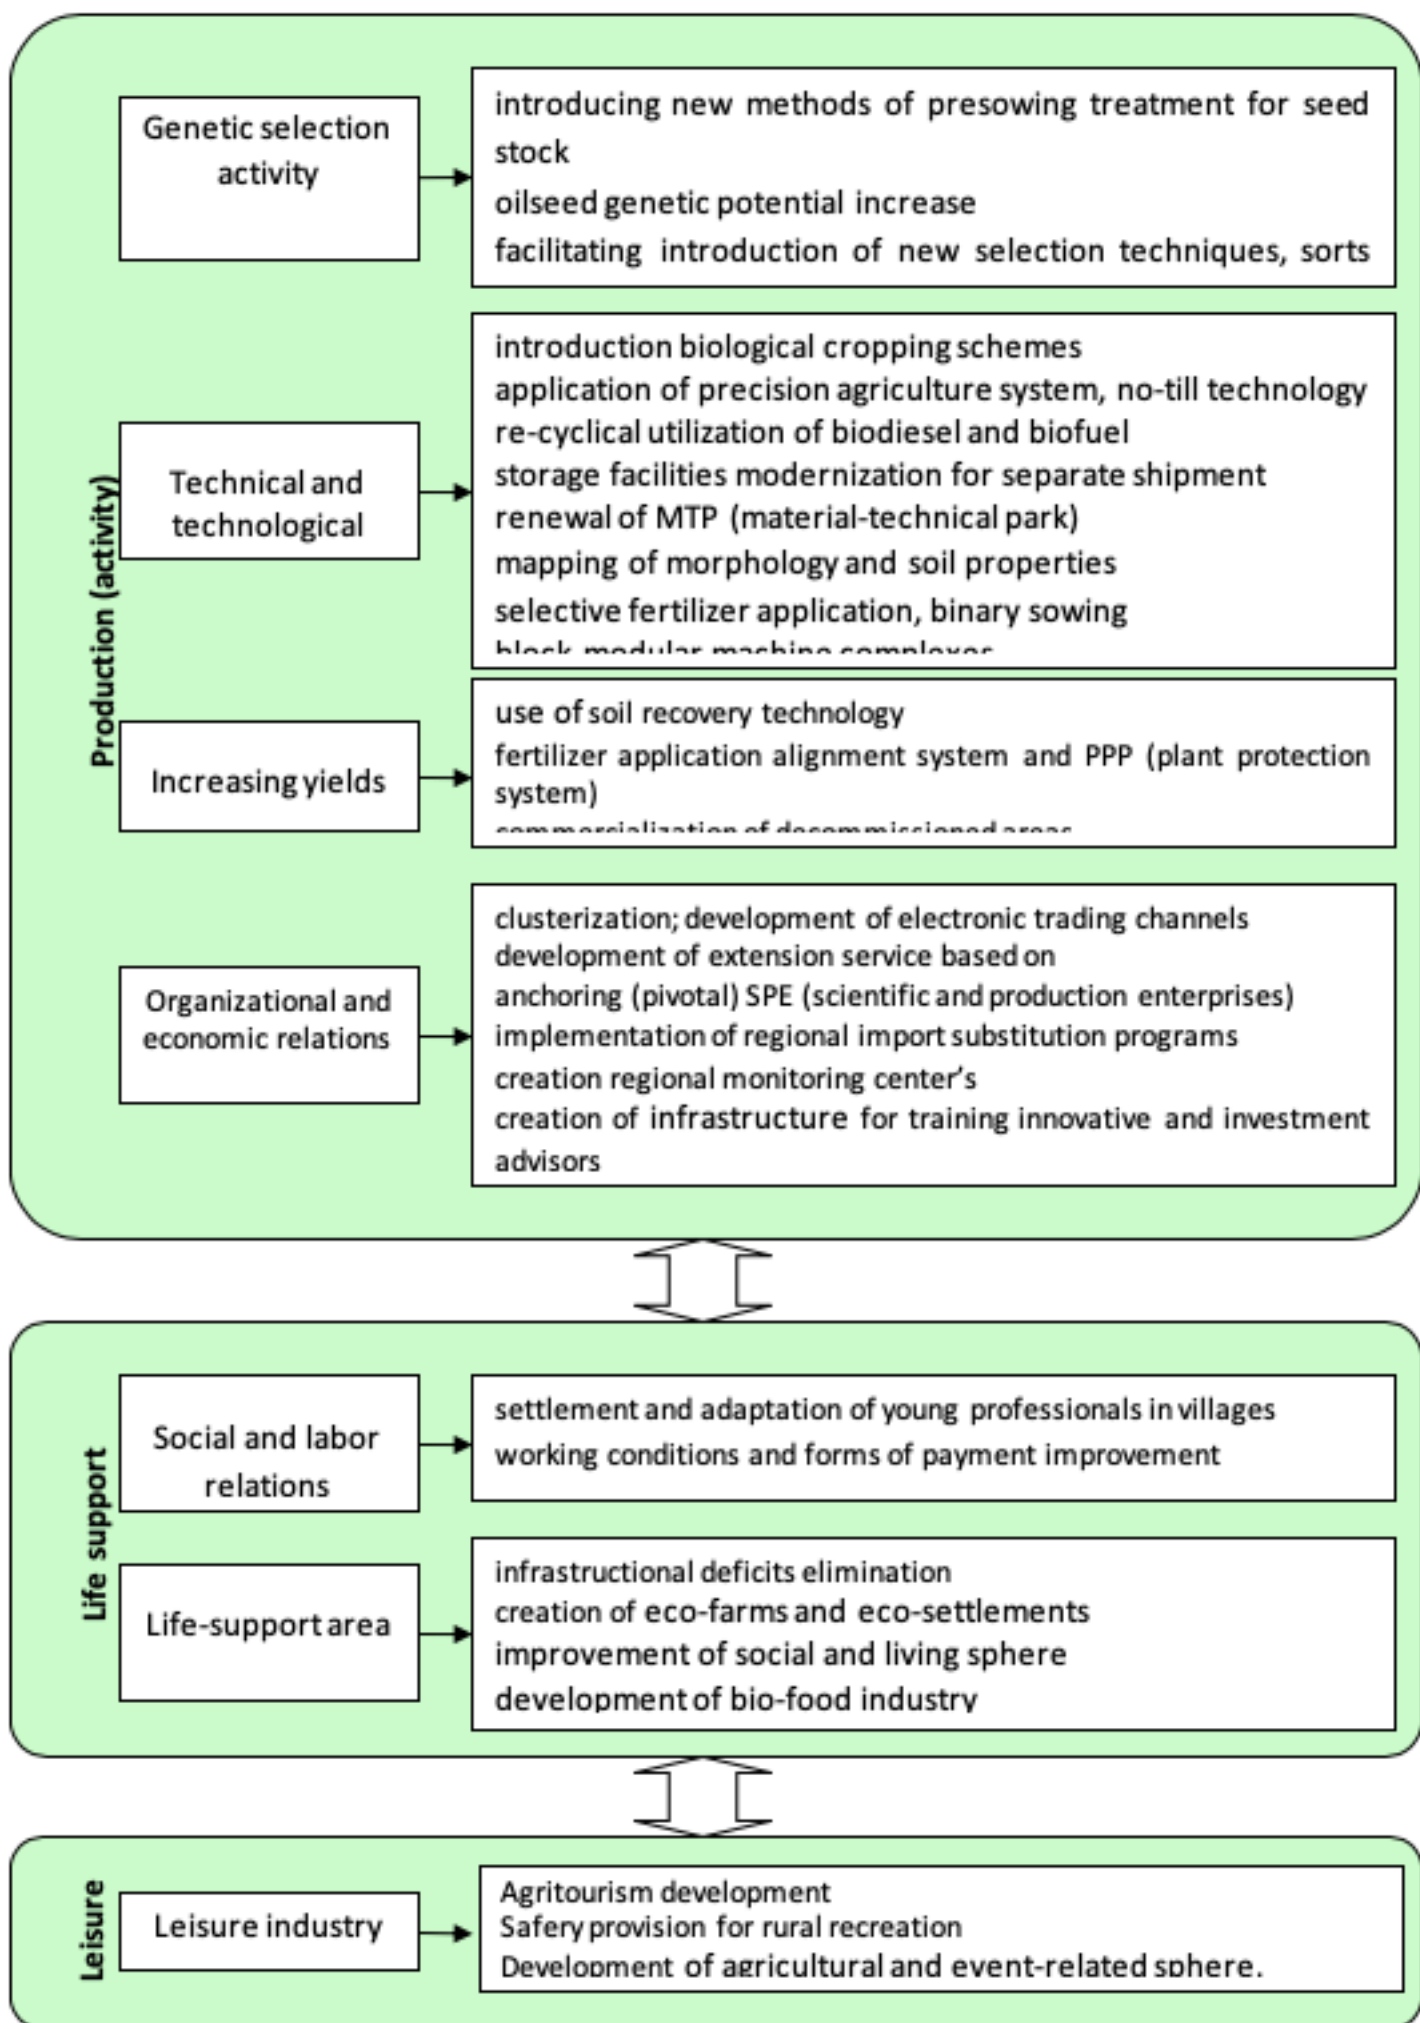 Production (activity)
Genetic selection
activity
introducing new methods of presowing treatment for seed
stock
oilseed genetic potential increase
facilitating introduction of new selection techniques, sorts
Technical and
technological
introduction biological cropping schemes
application of precision agriculture system, no-till technology
re-cyclical utilization of biodiesel and biofuel
storage facilities modernization for separate shipment
renewal of MTP (material-technical park)
mapping of morphology and soil properties
selective fertilizer application, binary sowing
block-modular machine complexes
Increasing yields
use of soil recovery technology
fertilizer application alignment system and PPP (plant protection
system)
commercialization of decommissioned areas
Organizational and
economic relations
clusterization; development of electronic trading channels
development of extension service based on
anchoring (pivotal) SPE (scientific and production enterprises)
implementation of regional import substitution programs
creation regional monitoring center's
creation of infrastructure for training innovative and investment
advisors
Life support
Social and labor
relations
settlement and adaptation of young professionals in villages
working conditions and forms of payment improvement
Life-support area
infrastructional deficits elimination
creation of eco-farms and eco-settlements
improvement of social and living sphere
development of bio-food industry
Leisure
Leisure industry
Agritourism development
Safery provision for rural recreation
Development of agricultural and event-related sphere.